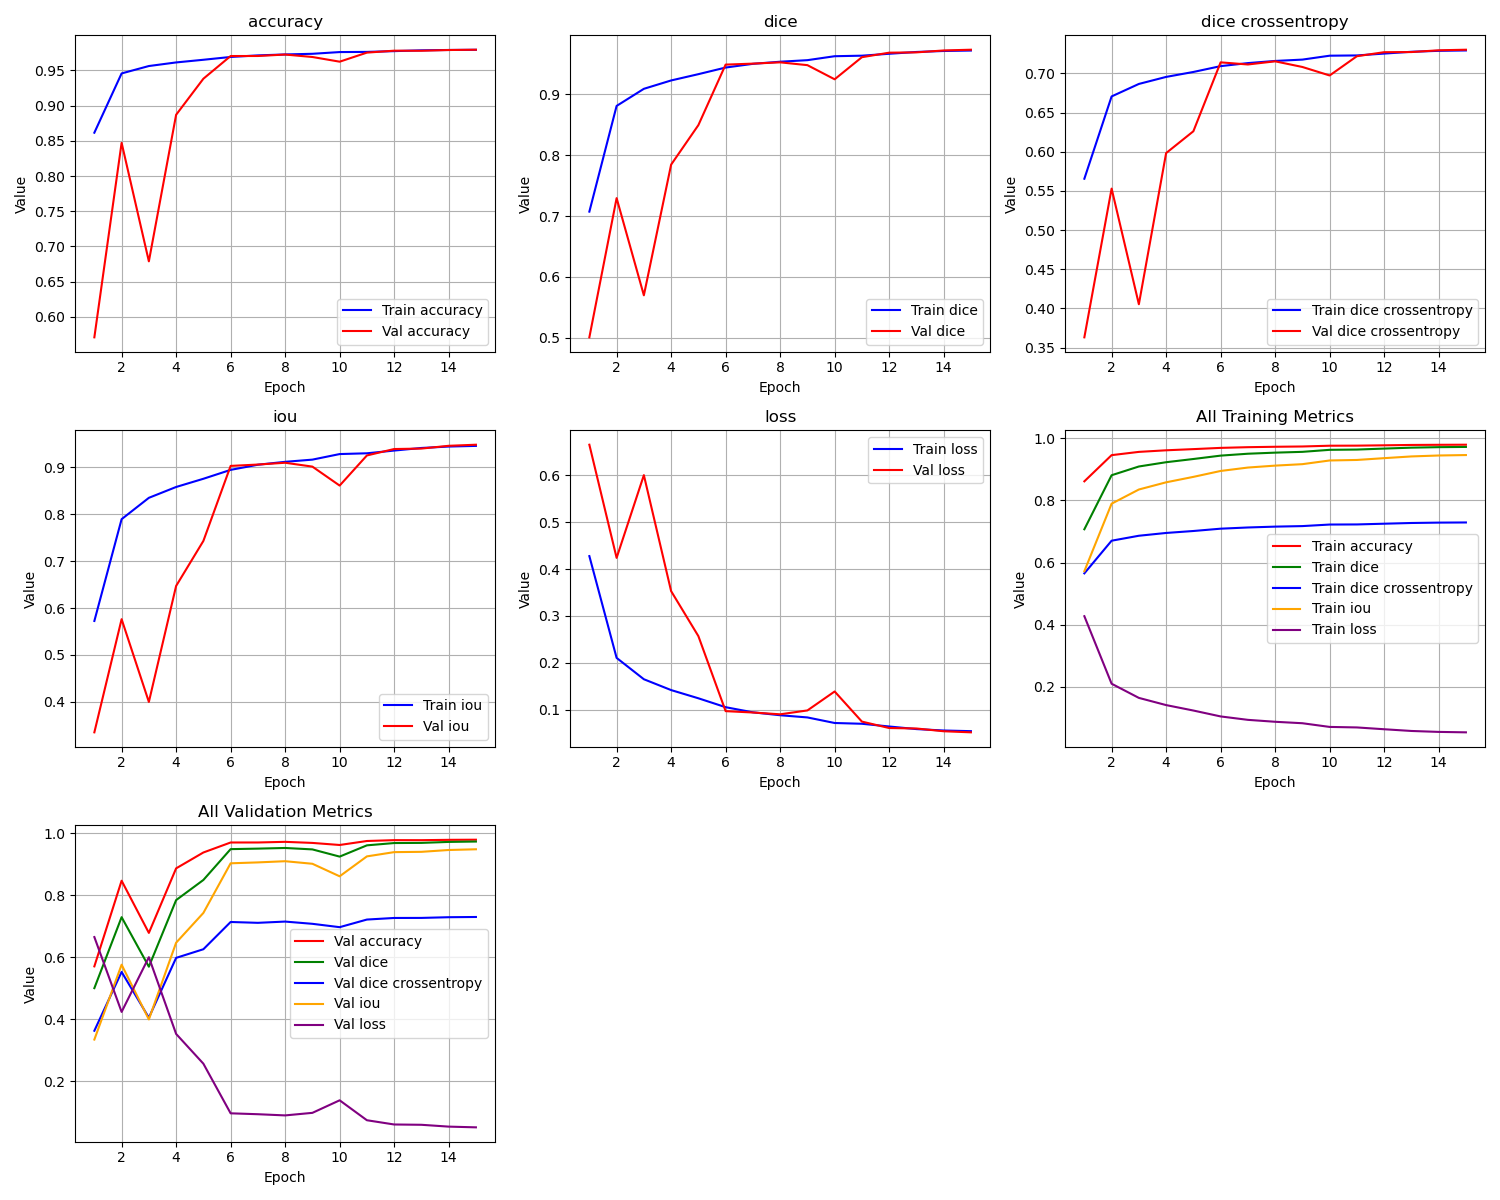 accuracy
Value
0.95
0.90
0.85
0.80
0.75
0.70
0.65
0.60
Train accuracy
Val accuracy
2 4 6 8 10 12 14
Epoch
dice
Value
0.9
0.8
0.7
0.6
0.5
Train dice
Val dice
2 4 6 8 10 12 14
Epoch
dice crossentropy
Value
0.70
0.65
0.60
0.55
0.50
0.45
0.40
0.35
Train dice crossentropy
Val dice crossentropy
2 4 6 8 10 12 14
Epoch
iou
Value
0.9
0.8
0.7
0.6
0.5
0.4
Train iou
Val iou
2 4 6 8 10 12 14
Epoch
loss
Value
0.6
0.5
0.4
0.3
0.2
0.1
Train loss
Val loss
2 4 6 8 10 12 14
Epoch
All Training Metrics
Value
1.0
0.8
0.6
0.4
0.2
Train accuracy
Train dice
Train dice crossentropy
Train iou
Train loss
2 4 6 8 10 12 14
Epoch
All Validation Metrics
Value
1.0
0.8
0.6
0.4
0.2
Val accuracy
Val dice
Val dice crossentropy
Val iou
Val loss
2 4 6 8 10 12 14
Epoch